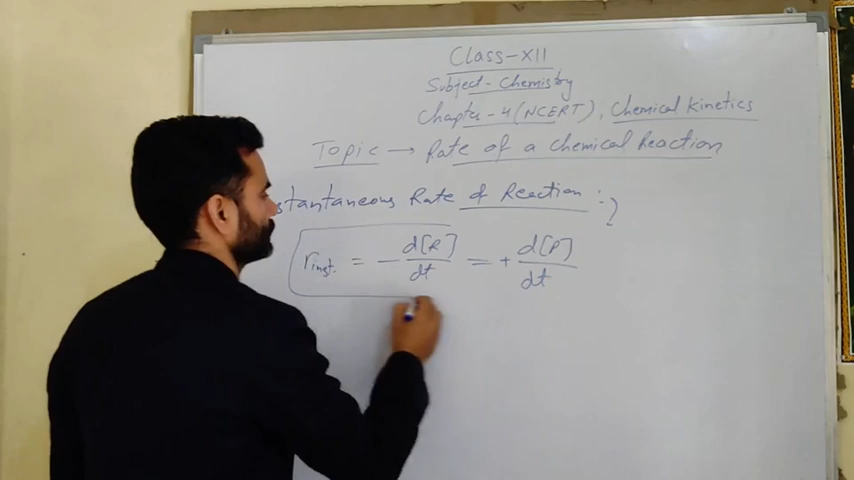 Class-XII
Subject- Chemistry
Chapter-4 (NCERT), Chemical Kinetics
Topic → Rate of a chemical Reaction
stantaneous Rate of Reaction :-
r inst. = - d[R]/dt = + d[P]/dt